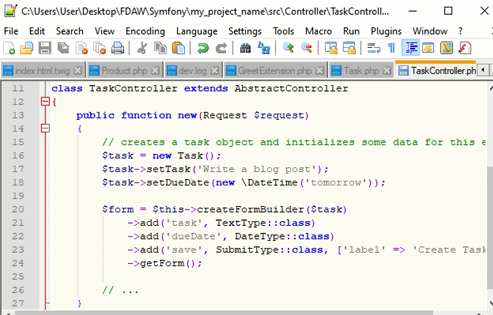 C:\Users\User\Desktop\FDAW\Symfony\my_project_name\src\Controller\TaskControll...
File Edit Search View Encoding Language Settings Tools Macro Run Plugins Window ?
index.html.twig Product.php dev.log GreetExtension.php Task.php TaskController.ph
11 class TaskController extends AbstractController
12 {
13 public function new(Request $request)
14 {
15 // creates a task object and initializes some data for this e
16 $task = new Task();
17 $task->setTask('Write a blog post');
18 $task->setDueDate(new \DateTime('tomorrow'));
19
20 $form = $this->createFormBuilder($task)
21 ->add('task', TextType::class)
22 ->add('dueDate', DateType::class)
23 ->add('save', SubmitType::class, ['label' => 'Create Task
24 ->getForm();
25
26 // ...
27 }